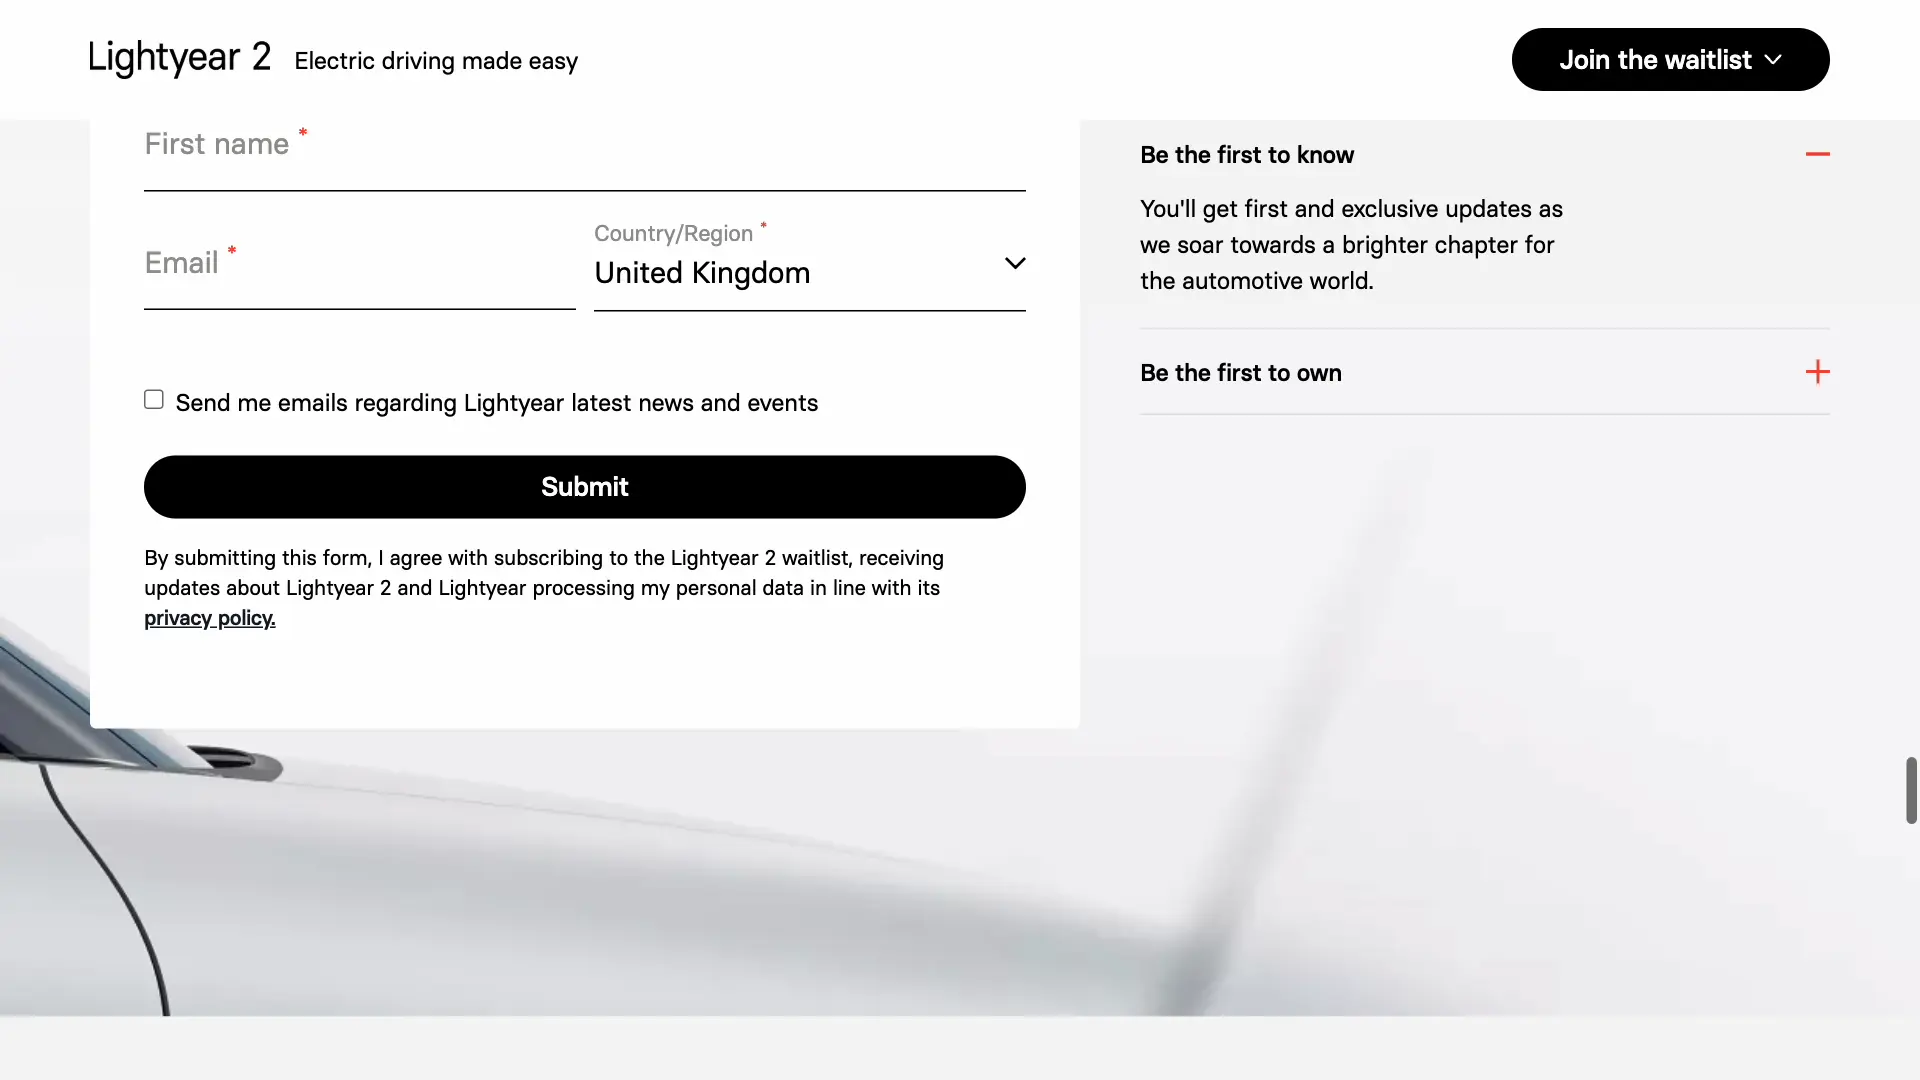 Lightyear 2 Electric driving made easy
Join the waitlist
First name *
Email *
Country/Region *
United Kingdom
Send me emails regarding Lightyear latest news and events
Submit
By submitting this form, I agree with subscribing to the Lightyear 2 waitlist, receiving
updates about Lightyear 2 and Lightyear processing my personal data in line with its
privacy policy.
Be the first to know
You'll get first and exclusive updates as
we soar towards a brighter chapter for
the automotive world.
Be the first to own